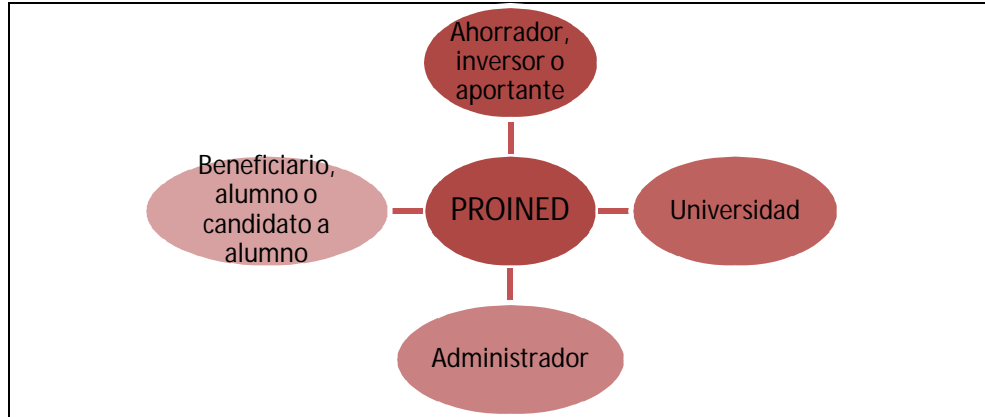 Ahorrador,
inversor o
aportante
Beneficiario,
alumno o
candidato a
alumno
PROINED
Universidad
Administrador